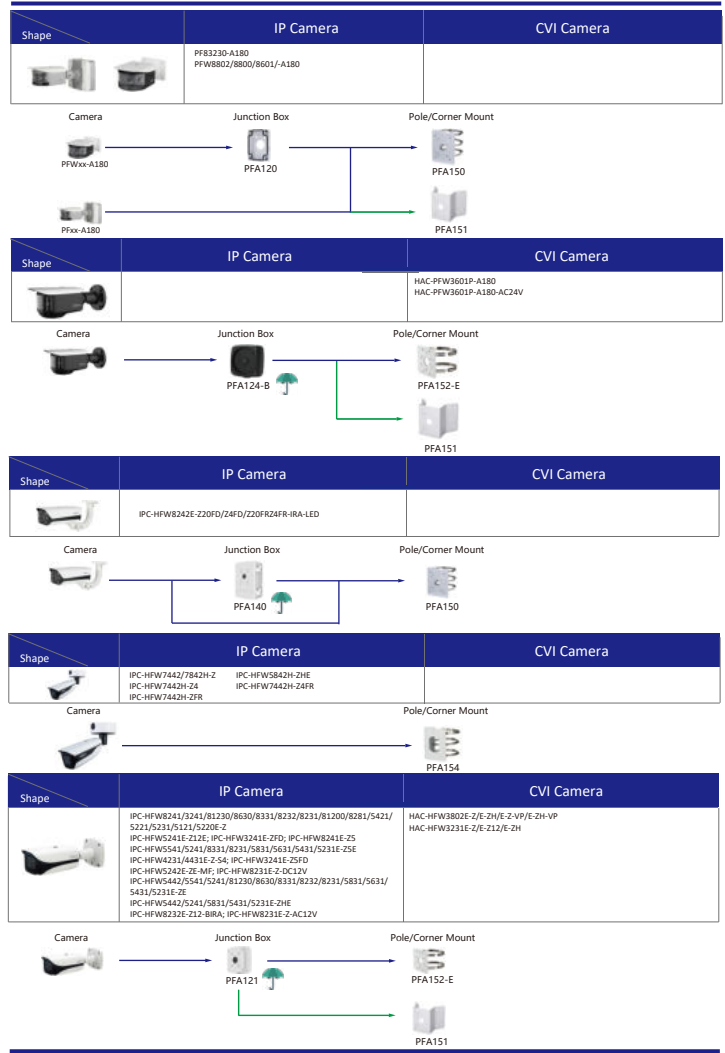 Shape
IP Camera
CVI Camera
PF83230-A180
PFW8802/8800/8601/-A180
Camera
Junction Box
Pole/Corner Mount
PFWxx-A180
PFA120
PFA150
PFxx-A180
PFA151
Shape
IP Camera
CVI Camera
HAC-PFW3601P-A180
HAC-PFW3601P-A180-AC24V
Camera
Junction Box
Pole/Corner Mount
PFA124-B
PFA152-E
PFA151
Shape
IP Camera
CVI Camera
IPC-HFW8242E-Z20FD/Z4FD/Z20FRZ4FR-IRA-LED
Camera
Junction Box
Pole/Corner Mount
PFA140
PFA150
Shape
IP Camera
CVI Camera
IPC-HFW7442/7842H-Z IPC-HFW5842H-ZHE
IPC-HFW7442H-Z4 IPC-HFW7442H-Z4FR
IPC-HFW7442H-ZFR
Camera
Pole/Corner Mount
PFA154
Shape
IP Camera
CVI Camera
IPC-HFW8241/3241/81230/8630/8331/8232/8231/81200/8281/5421/
5221/5231/5121/5220E-Z
IPC-HFW5241E-Z12E; IPC-HFW3241E-ZFD; IPC-HFW8241E-Z5
IPC-HFW5541/5241/8331/8231/5831/5631/5431/5231E-Z5E
IPC-HFW4231/4431E-Z-S4; IPC-HFW3241E-Z5FD
IPC-HFW5242E-ZE-MF; IPC-HFW8231E-Z-DC12V
IPC-HFW5442/5541/5241/81230/8630/8331/8232/8231/5831/5631/
5431/5231E-ZE
IPC-HFW5442/5241/5831/5431/5231E-ZHE
IPC-HFW8232E-Z12-BIRA; IPC-HFW8231E-Z-AC12V
HAC-HFW3802E-Z/E-ZH/E-Z-VP/E-ZH-VP
HAC-HFW3231E-Z/E-Z12/E-ZH
Camera
Junction Box
Pole/Corner Mount
PFA121
PFA152-E
PFA151